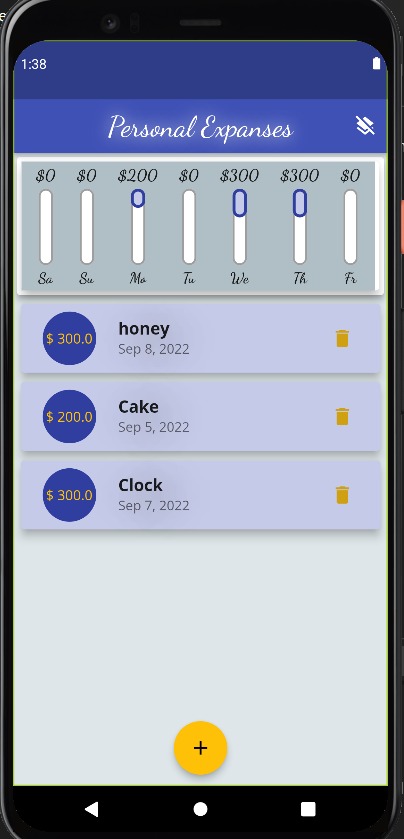 1:38
Personal Expanses
$0 $0 $200 $0 $300 $300 $0
Sa Su Mo Tu We Th Fr
honey
$ 300.0
Sep 8, 2022
Cake
$ 200.0
Sep 5, 2022
Clock
$ 300.0
Sep 7, 2022
+